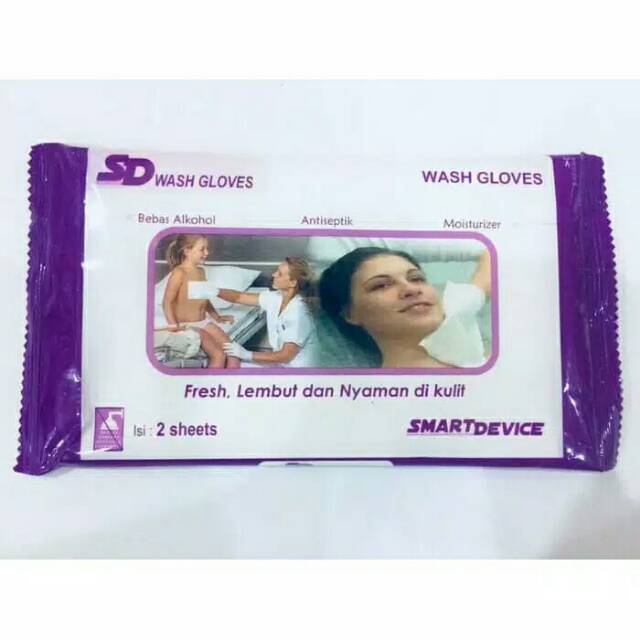 SD WASH GLOVES
WASH GLOVES
Bebas Alkohol
Antiseptik
Moisturizer
Fresh, Lembut dan Nyaman di kulit
Isi : 2 sheets
SMARTDEVICE